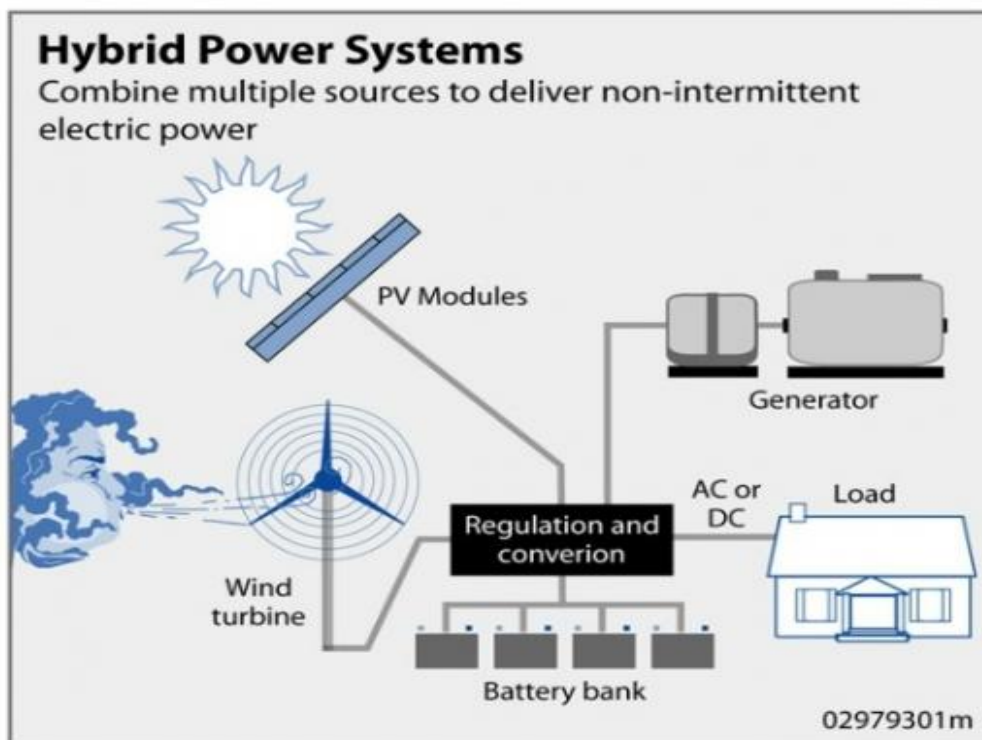 Hybrid Power Systems
Combine multiple sources to deliver non-intermittent
electric power
PV Modules
Generator
AC or
DC
Load
Regulation and
converion
Wind
turbine
Battery bank
02979301m